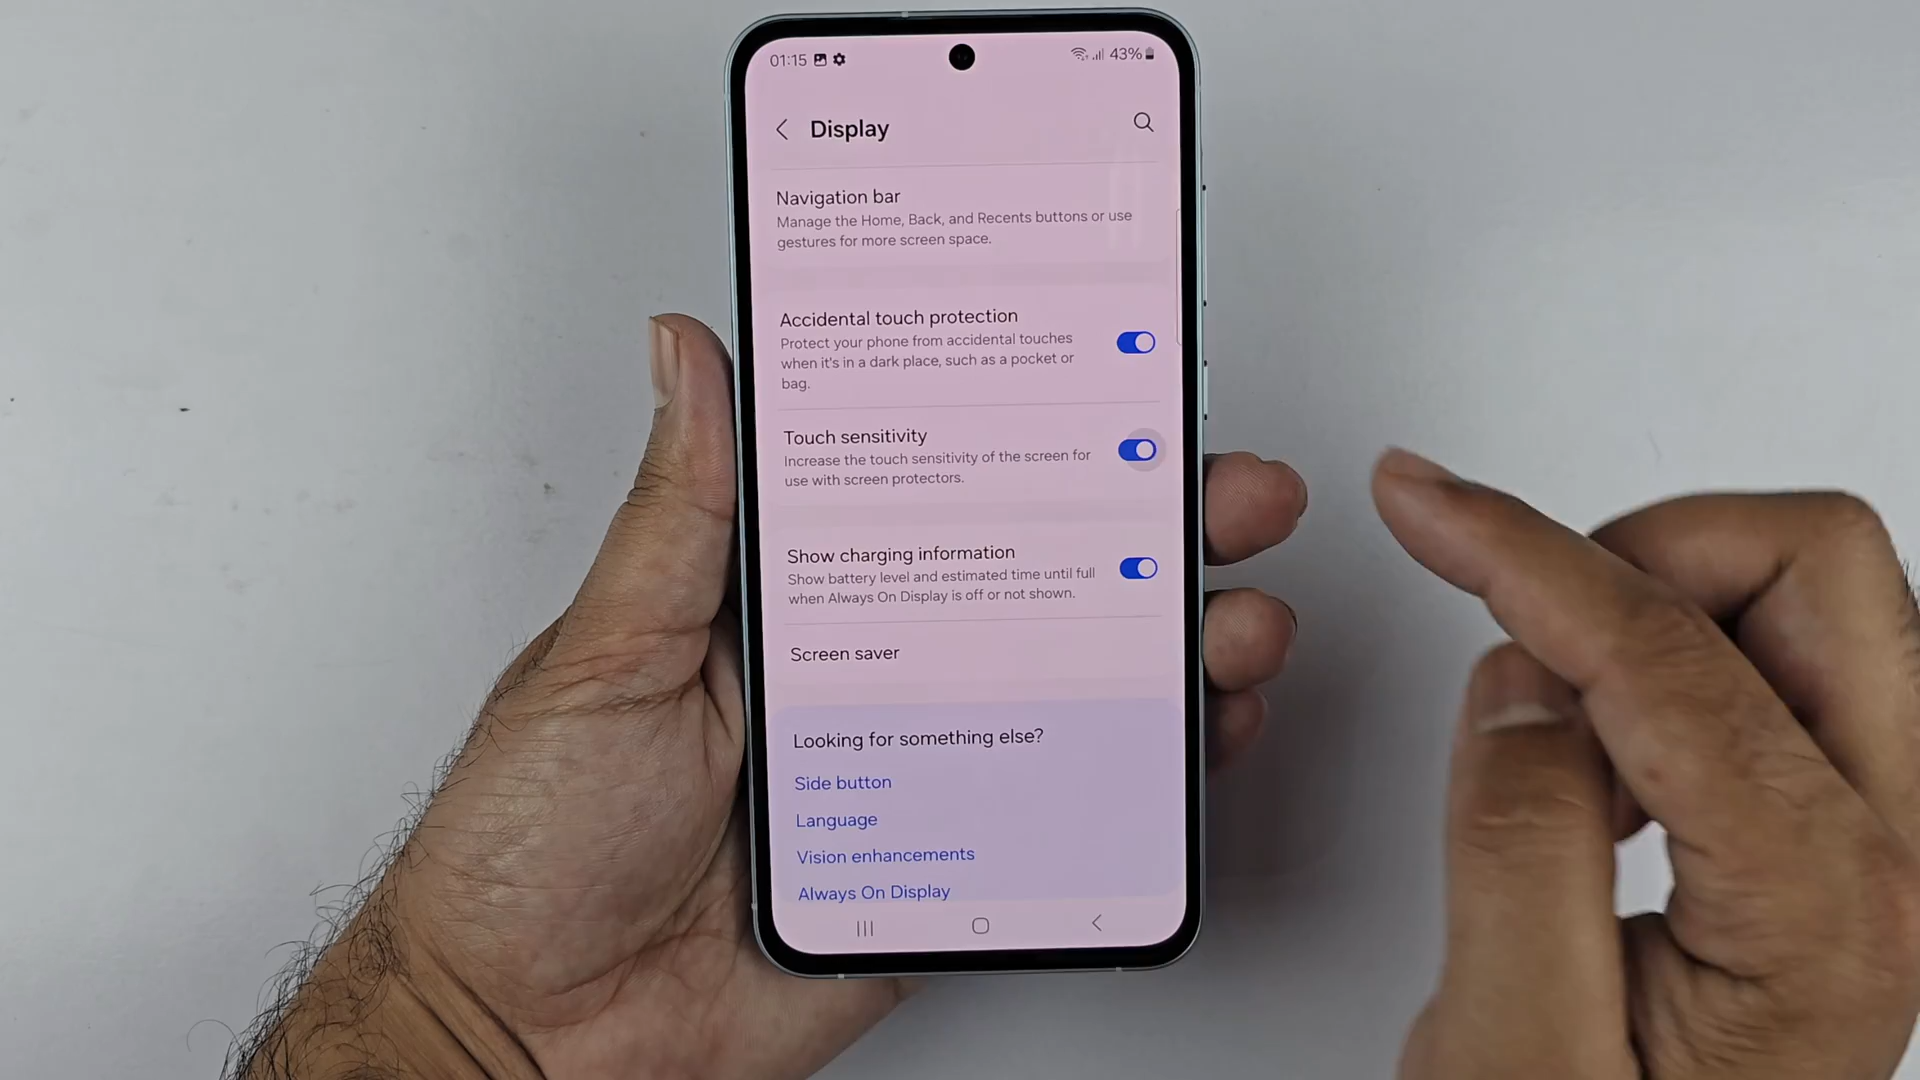 01:15
43%
Display
Navigation bar
Manage the Home, Back, and Recents buttons or use
gestures for more screen space.
Accidental touch protection
Protect your phone from accidental touches
when it's in a dark place, such as a pocket or
bag.
Touch sensitivity
Increase the touch sensitivity of the screen for
use with screen protectors.
Show charging information
Show battery level and estimated time until full
when Always On Display is off or not shown.
Screen saver
Looking for something else?
Side button
Language
Vision enhancements
Always On Display